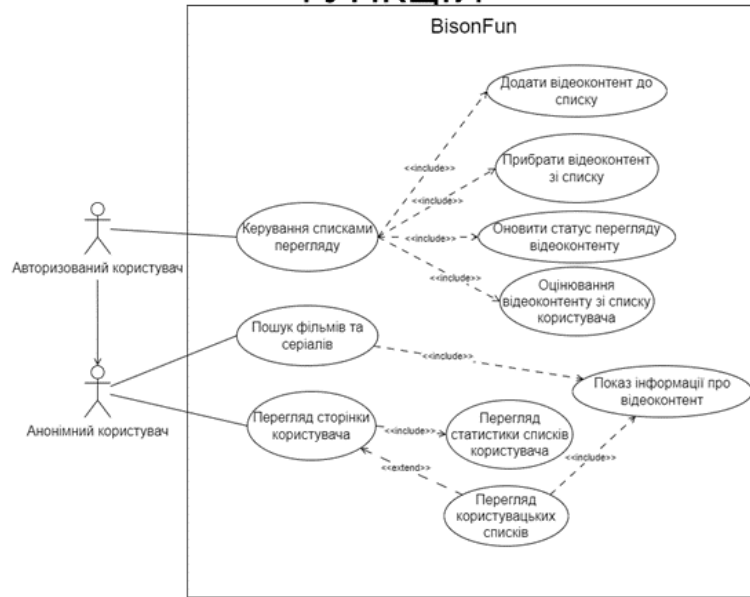 BisonFun
Додати відеоконтент до
списку
<<include>>
Прибрати відеоконтент
зі списку
<<include>>
Керування списками
перегляду
<<include>>
Оновити статус перегляду
відеоконтенту
Авторизований користувач
<<include>>
Оцінювання
відеоконтенту зі списку
користувача
Пошук фільмів та
серіалів
<<include>>
Показ інформації про
відеоконтент
Анонімний користувач
Перегляд сторінки
користувача
<<include>>
Перегляд
статистики списків
користувача
<<include>>
<<extend>>
Перегляд
користувацьких
списків